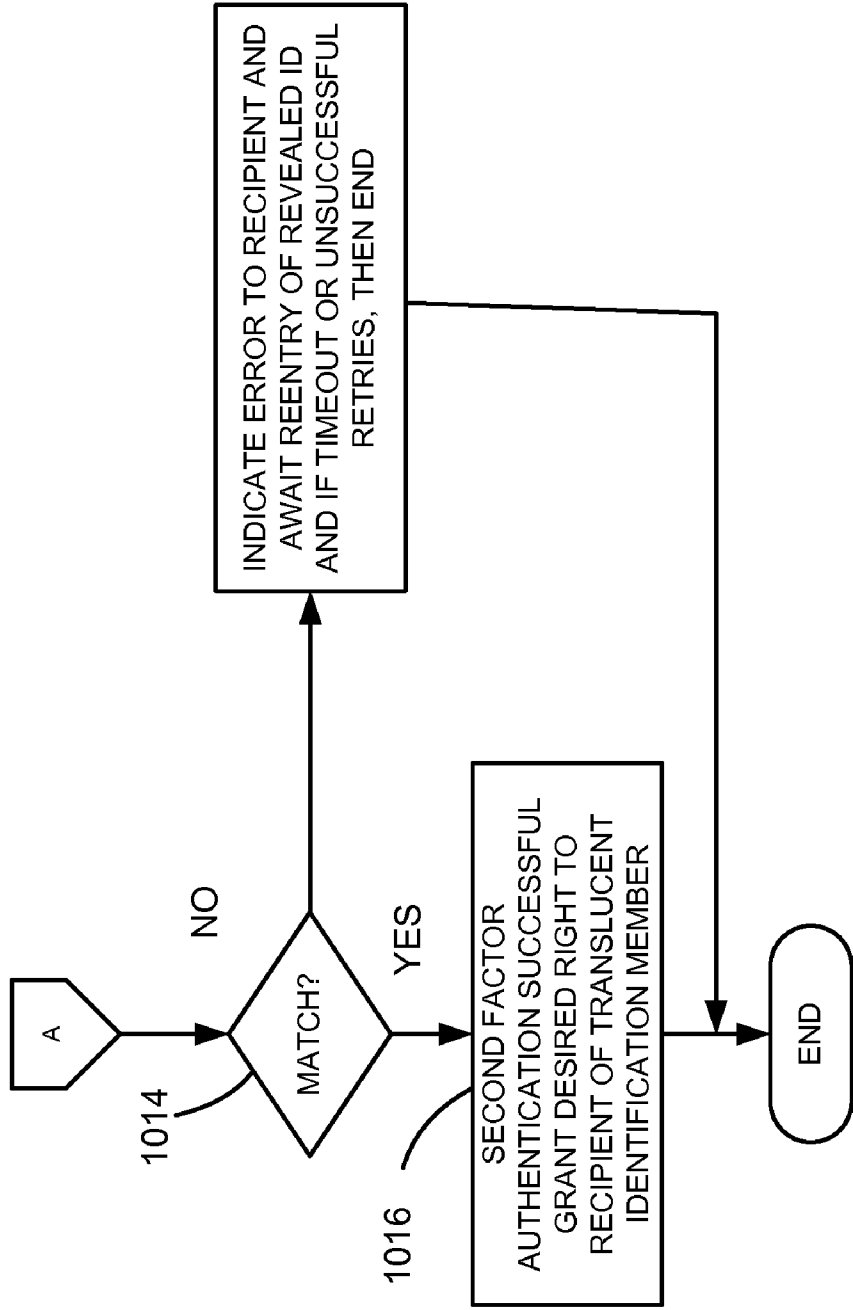 A
1014
MATCH?
NO
YES
INDICATE ERROR TO RECIPIENT AND
AWAIT REENTRY OF REVEALED ID
AND IF TIMEOUT OR UNSUCCESSFUL
RETRIES, THEN END
1016
SECOND FACTOR
AUTHENTICATION SUCCESSFUL
GRANT DESIRED RIGHT TO
RECIPIENT OF TRANSLUCENT
IDENTIFICATION MEMBER
END